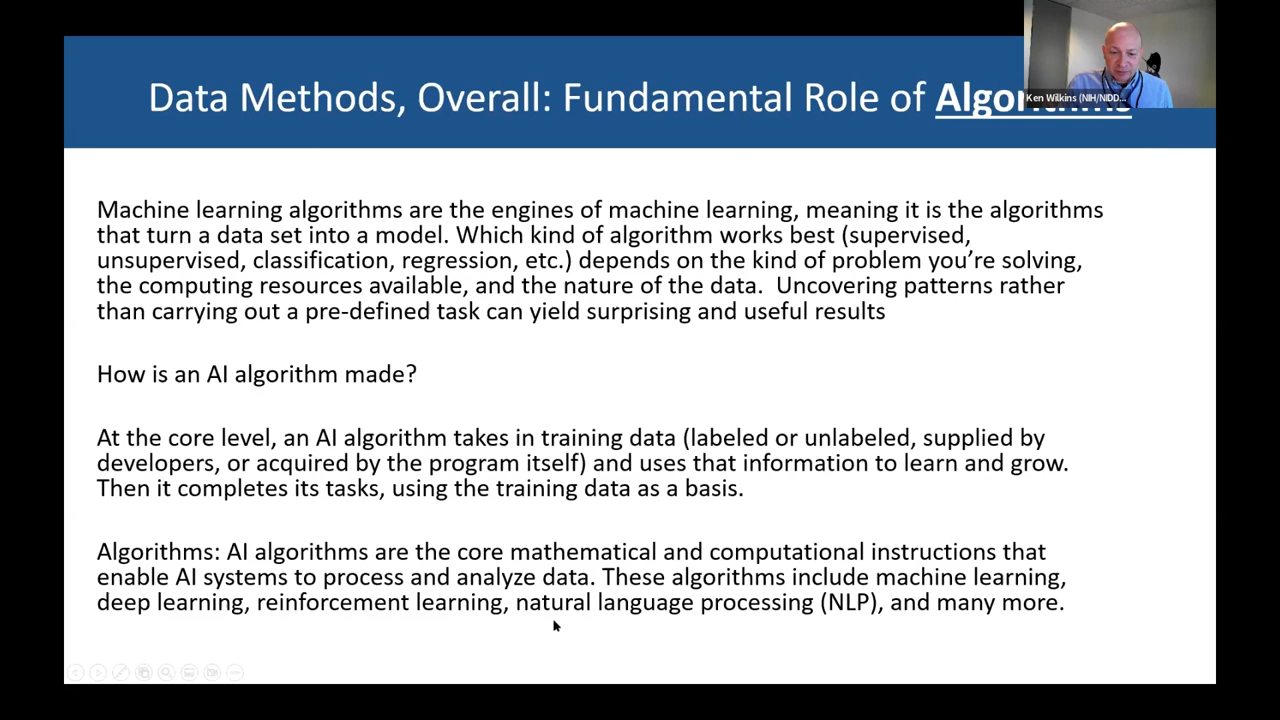 Data Methods, Overall: Fundamental Role of
Ken Wilkins (NIH/NIDD...
Machine learning algorithms are the engines of machine learning, meaning it is the algorithms
that turn a data set into a model. Which kind of algorithm works best (supervised,
unsupervised, classification, regression, etc.) depends on the kind of problem you’re solving,
the computing resources available, and the nature of the data.  Uncovering patterns rather
than carrying out a pre-defined task can yield surprising and useful results
How is an AI algorithm made?
At the core level, an AI algorithm takes in training data (labeled or unlabeled, supplied by
developers, or acquired by the program itself) and uses that information to learn and grow.
Then it completes its tasks, using the training data as a basis.
Algorithms: AI algorithms are the core mathematical and computational instructions that
enable AI systems to process and analyze data. These algorithms include machine learning,
deep learning, reinforcement learning, natural language processing (NLP), and many more.